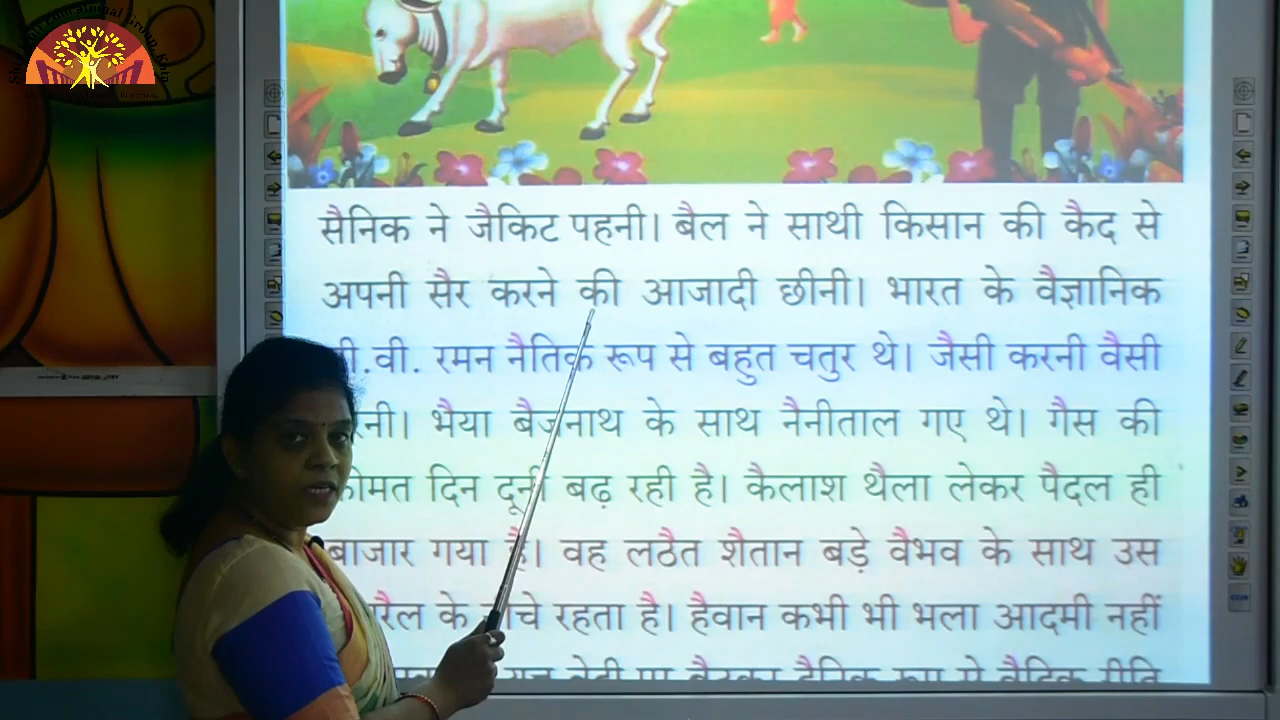 सैनिक ने जैकिट पहनी। बैल ने साथी किसान की कैद से
अपनी सैर करने की आजादी छीनी। भारत के वैज्ञानिक
.वी. रमन नैतिक रूप से बहुत चतुर थे। जैसी करनी वैसी
भैया बैजनाथ के साथ नैनीताल गए थे। गैस की
दिन दूनी बढ़ रही है। कैलाश थैला लेकर पैदल ही
बाजार गया है। वह लठैत शैतान बड़े वैभव के साथ उस
के रहता है। हैवान कभी भी भला आदमी नहीं